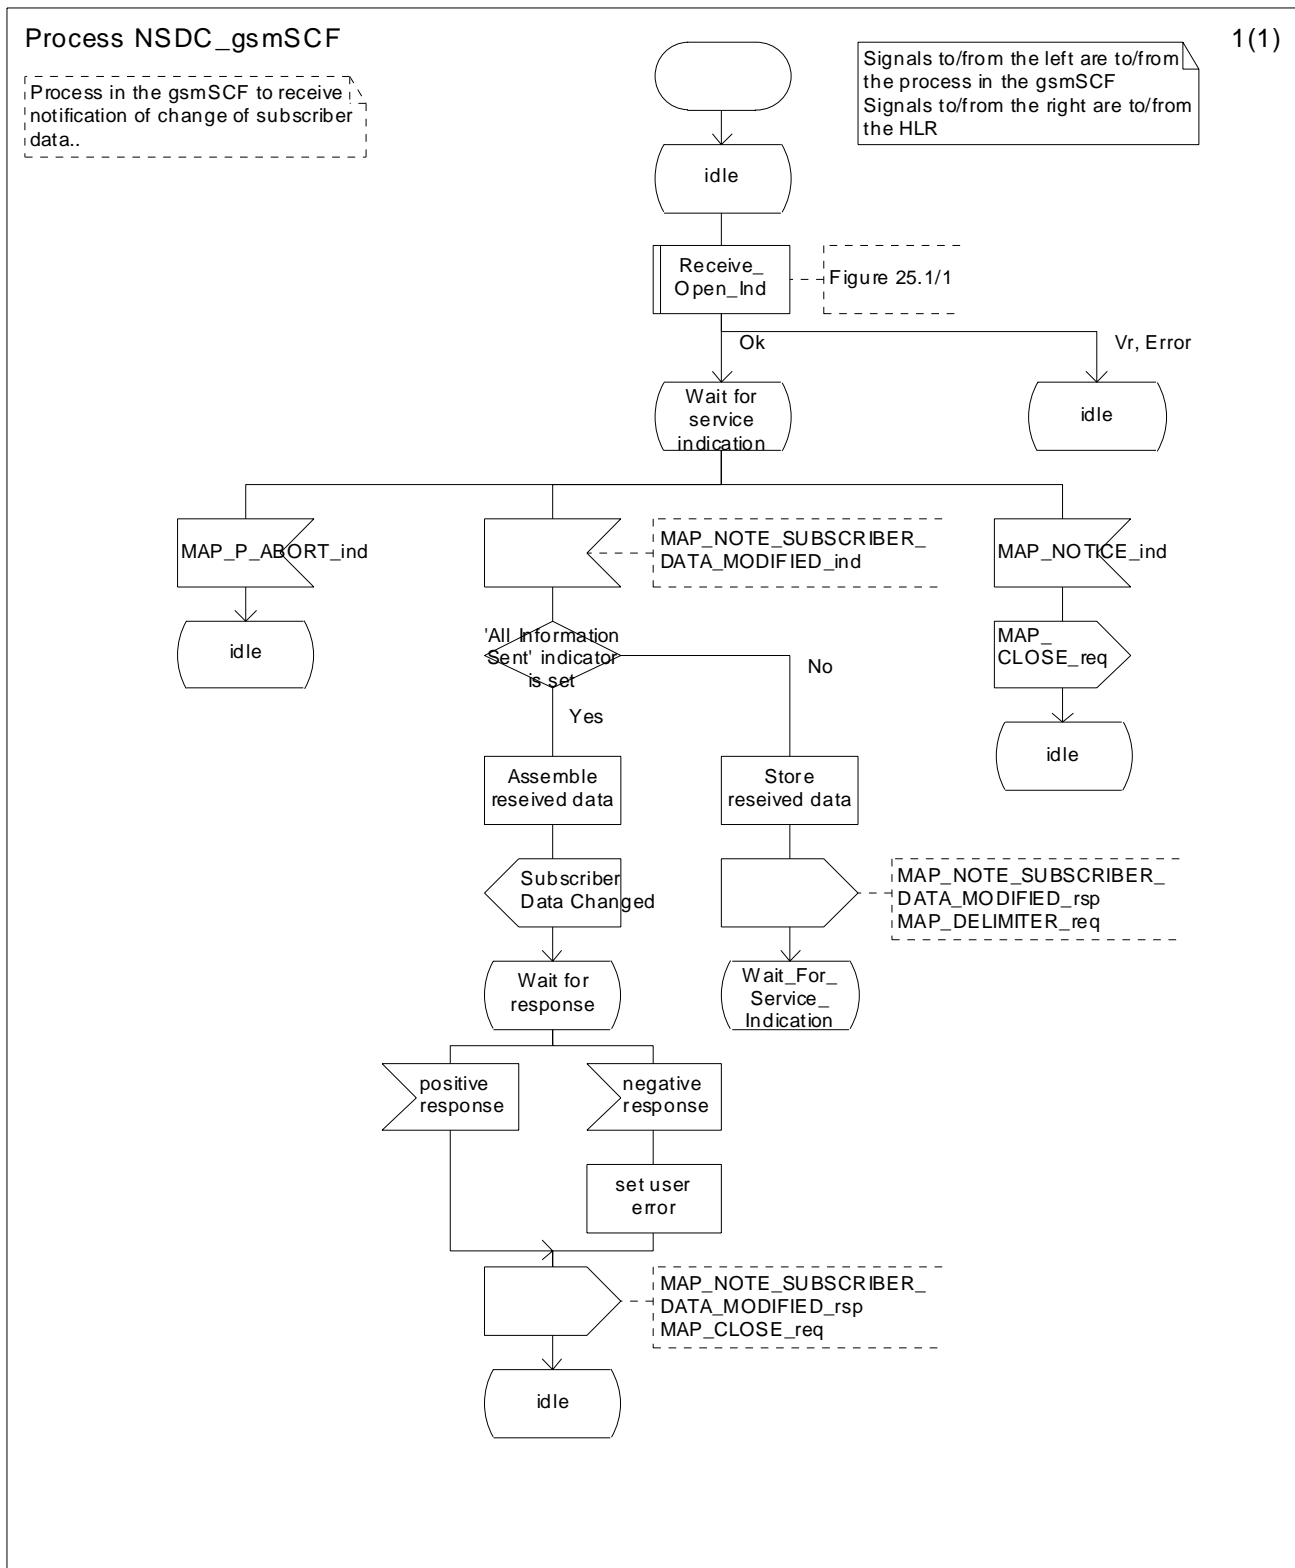 Process NSDC_gsmSCF
1(1)
Process in the gsmSCF to receive
notification of change of subscriber
data..
Signals to/from the left are to/from
the process in the gsmSCF
Signals to/from the right are to/from
the HLR
idle
Receive_
Open_Ind
Figure 25.1/1
Ok
Vr, Error
Wait for
service
indication
idle
MAP_P_ABORT_ind
MAP_NOTE_SUBSCRIBER_
DATA_MODIFIED_ind
MAP_NOTICE_ind
idle
'All Information
Sent' indicator
is set
No
MAP_
CLOSE_req
Yes
idle
Assemble
reseived data
Store
reseived data
Subscriber
Data Changed
MAP_NOTE_SUBSCRIBER_
DATA_MODIFIED_rsp
MAP_DELIMITER_req
Wait for
response
Wait_For_
Service_
Indication
positive
response
negative
response
set user
error
MAP_NOTE_SUBSCRIBER_
DATA_MODIFIED_rsp
MAP_CLOSE_req
idle